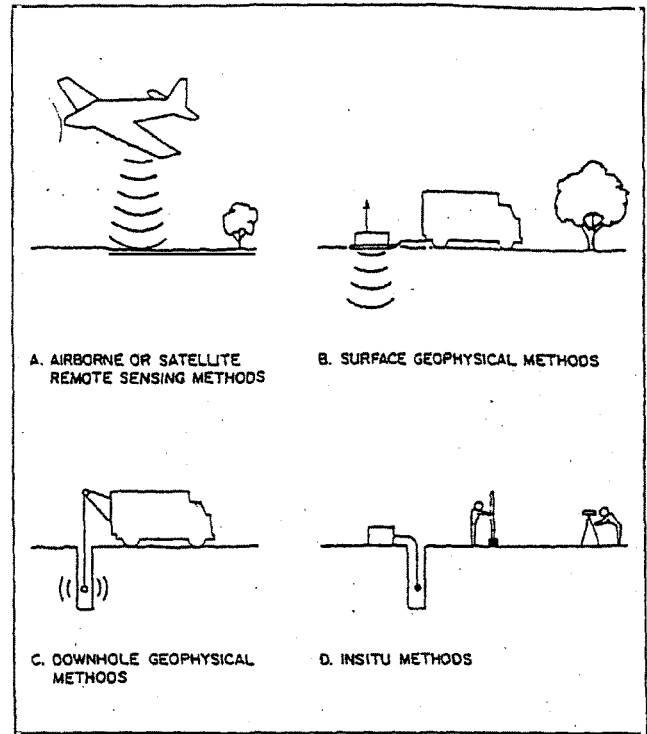 A. AIRBORNE OR SATELLITE
REMOTE SENSING METHODS
B. SURFACE GEOPHYSICAL METHODS
C. DOWNHOLE GEOPHYSICAL
METHODS
D. INSITU METHODS